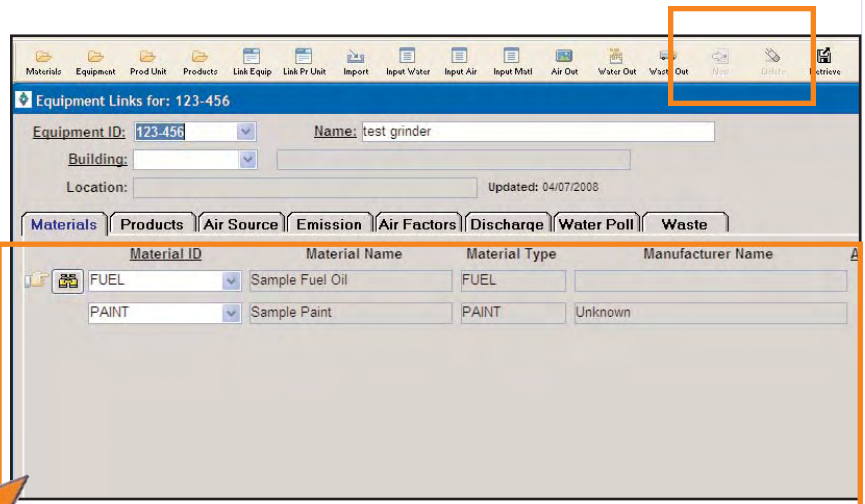 Materials Equipment Prod Unit Products Link Equip Link Pr Unit Import Input Water Input Air Input Matl Air Out Water Out Waste Out New Delete Retrieve
Equipment Links for: 123-456
Equipment ID: 123-456 Name: test grinder
Building:
Location: Updated: 04/07/2008
Materials Products Air Source Emission Air Factors Discharge Water Poll Waste
Material ID Material Name Material Type Manufacturer Name A
FUEL Sample Fuel Oil FUEL
PAINT Sample Paint PAINT Unknown